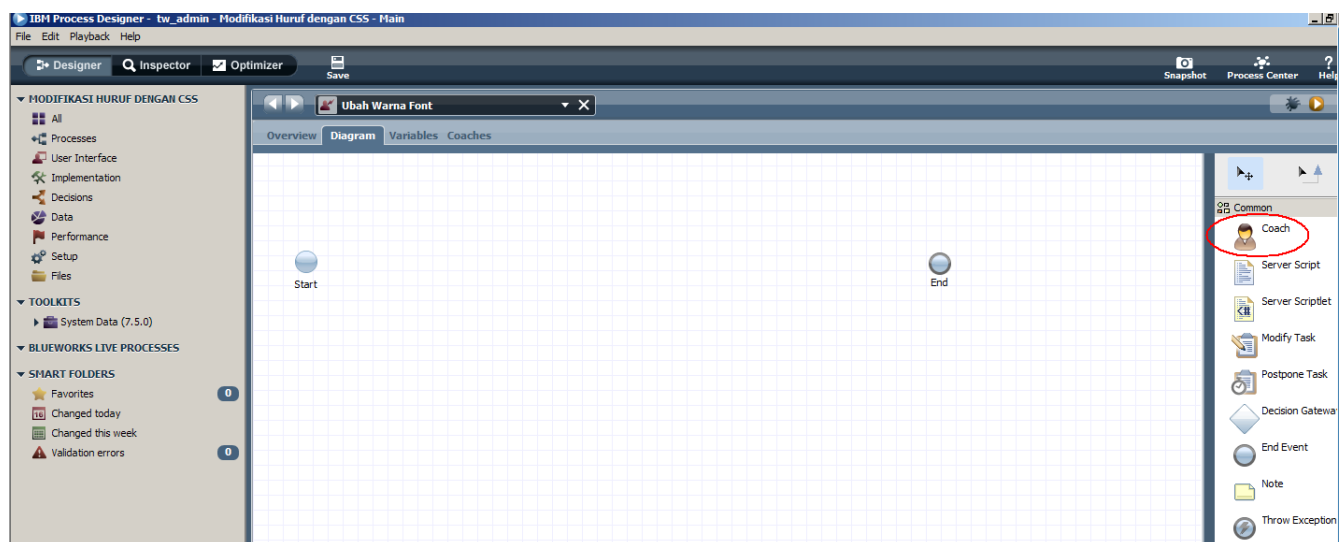 IBM Process Designer - tw_admin - Modifikasi Huruf dengan CSS - Main
File Edit Playback Help
Designer Inspector Optimizer Save Snapshot Process Center Help
MODIFIKASI HURUF DENGAN CSS
All
Processes
User Interface
Implementation
Decisions
Data
Performance
Setup
Files
TOOLKITS
System Data (7.5.0)
BLUEWORKS LIVE PROCESSES
SMART FOLDERS
Favorites 0
16 Changed today
Changed this week
Validation errors 0
Ubah Warna Font
Overview Diagram Variables Coaches
Start
End
Common
Coach
Server Script
Server Scriptlet
Modify Task
Postpone Task
Decision Gatewa
End Event
Note
Throw Exception